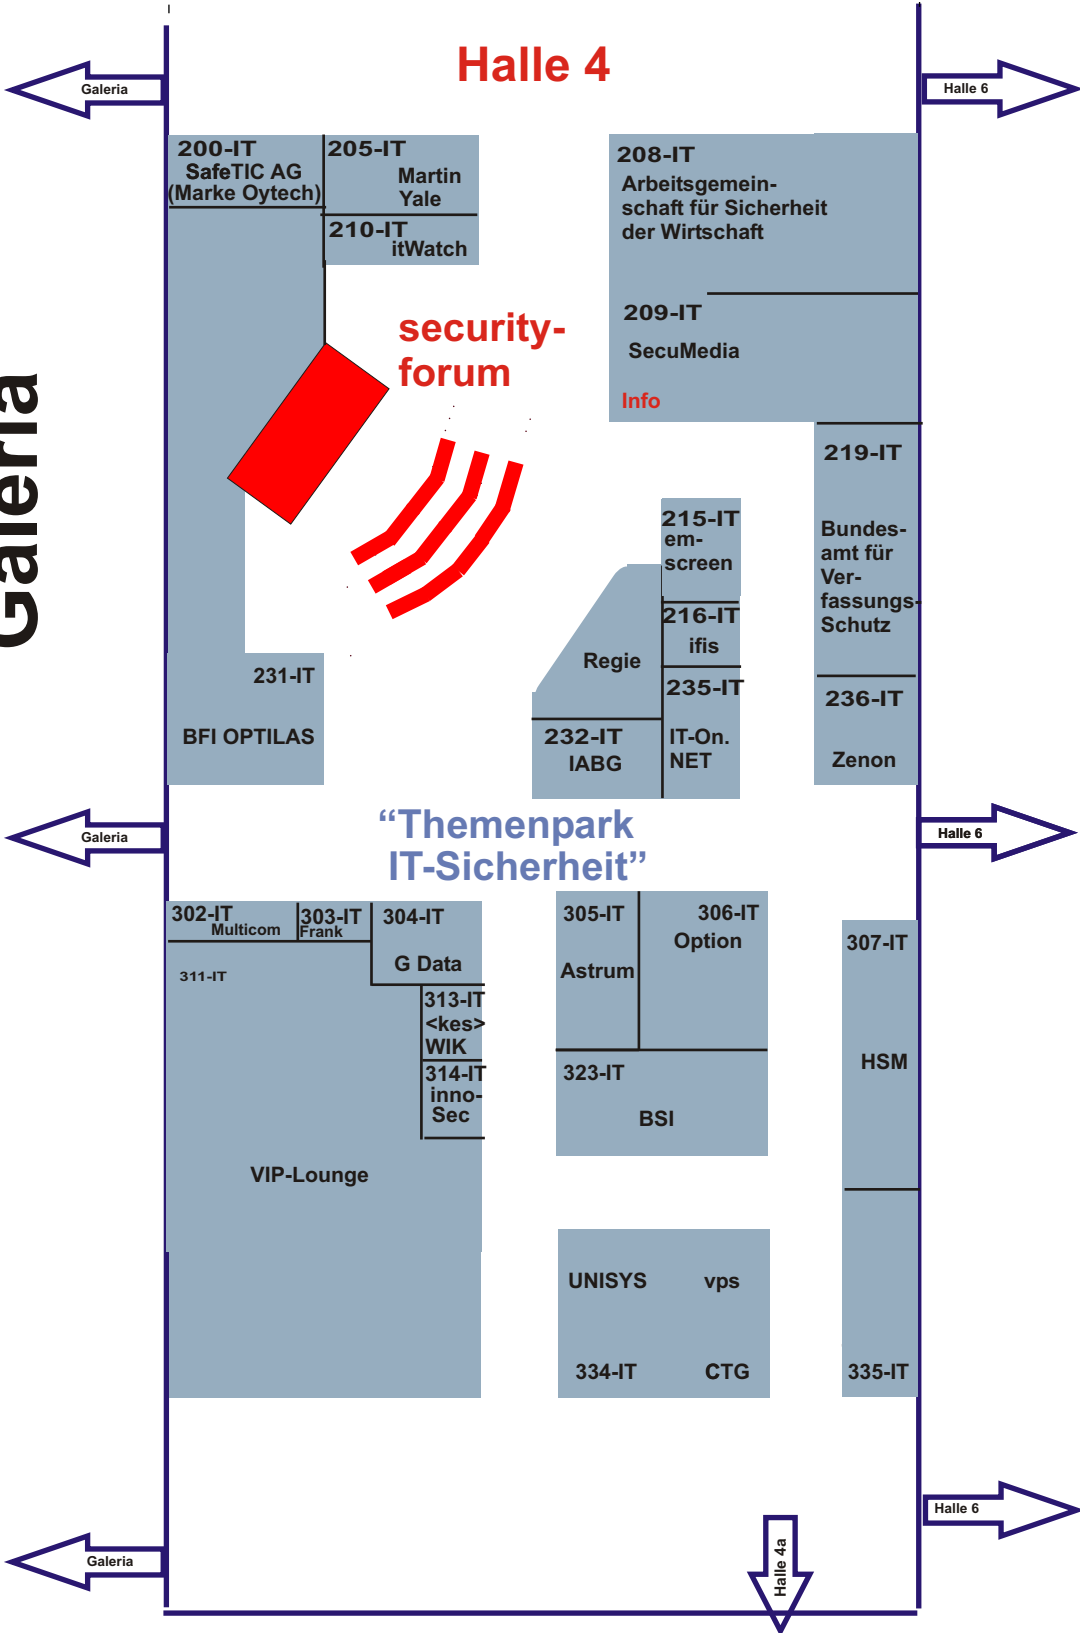 Halle 4
Galeria
Halle 6
200-IT
SafeTIC AG
(Marke Oytech)
205-IT
Martin
Yale
210-IT
itWatch
208-IT
Arbeitsgemein-
schaft für Sicherheit
der Wirtschaft
209-IT
SecuMedia
Info
security-
forum
Galeria
219-IT
Bundes-
amt für
Ver-
fassungs-
Schutz
215-IT
em-
screen
216-IT
ifis
Regie
235-IT
IT-On.
NET
232-IT
IABG
236-IT
Zenon
231-IT
BFI OPTILAS
Galeria
“Themenpark
IT-Sicherheit”
Halle 6
302-IT
Multicom
303-IT
Frank
304-IT
G Data
311-IT
313-IT
<kes>
WIK
314-IT
inno-
Sec
VIP-Lounge
305-IT
Astrum
306-IT
Option
323-IT
BSI
307-IT
HSM
UNISYS
vps
334-IT
CTG
335-IT
Halle 6
Galeria
Halle 4a